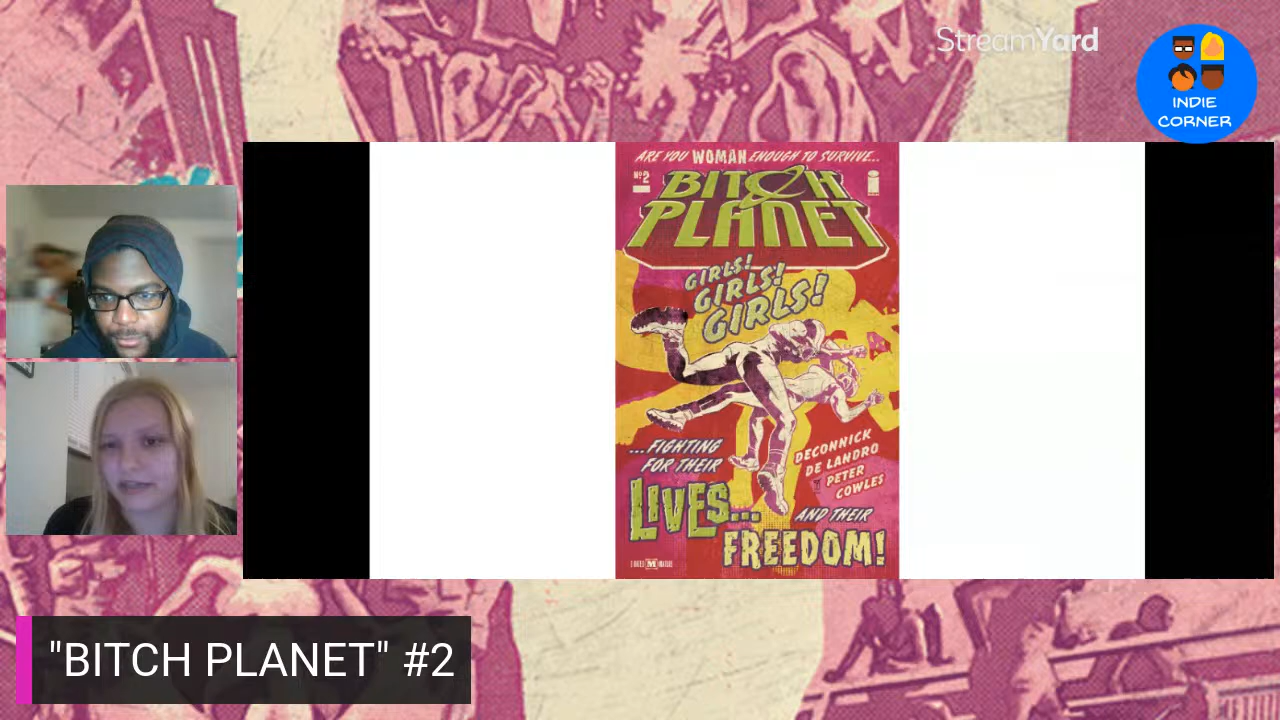 StreamYard
INDIE
CORNER
ARE YOU WOMAN ENOUGH TO SURVIVE...
Nº2
BITCH
PLANET
GIRLS!
GIRLS!
GIRLS!
...FIGHTING
FOR THEIR
LIVES...
DECONNICK
DE LANDRO
PETER
COWLES
AND THEIR
FREEDOM!
"BITCH PLANET" #2